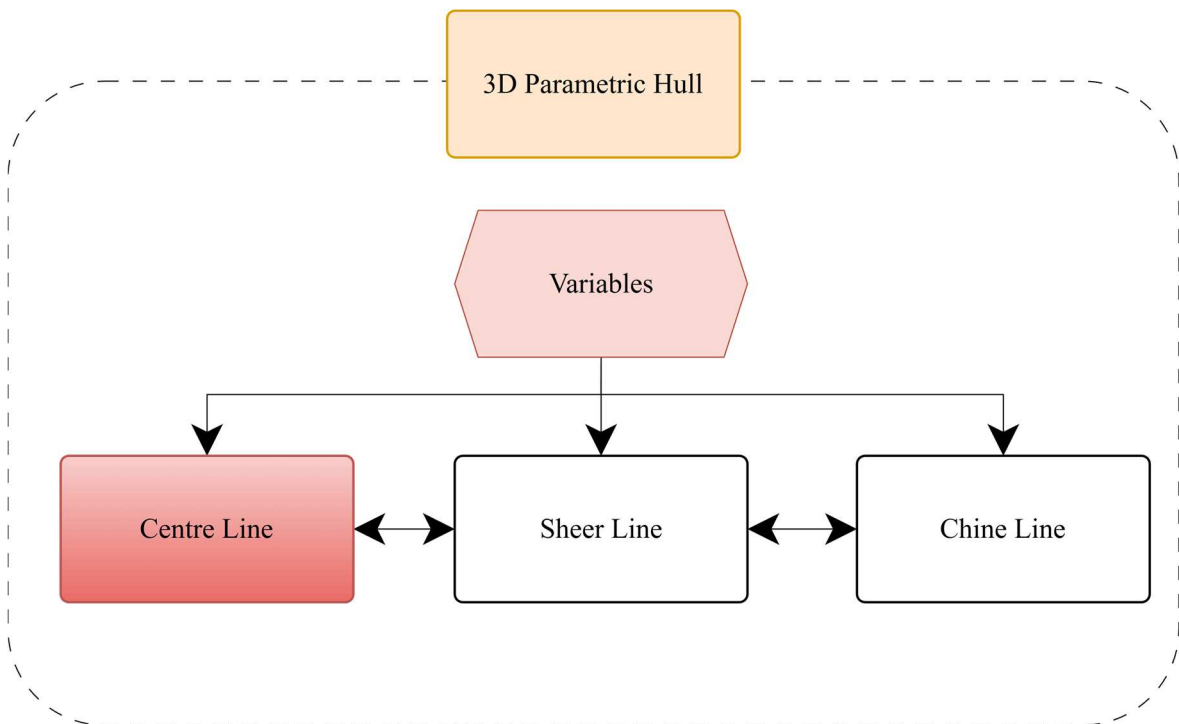 3D Parametric Hull
Variables
Centre Line
Sheer Line
Chine Line